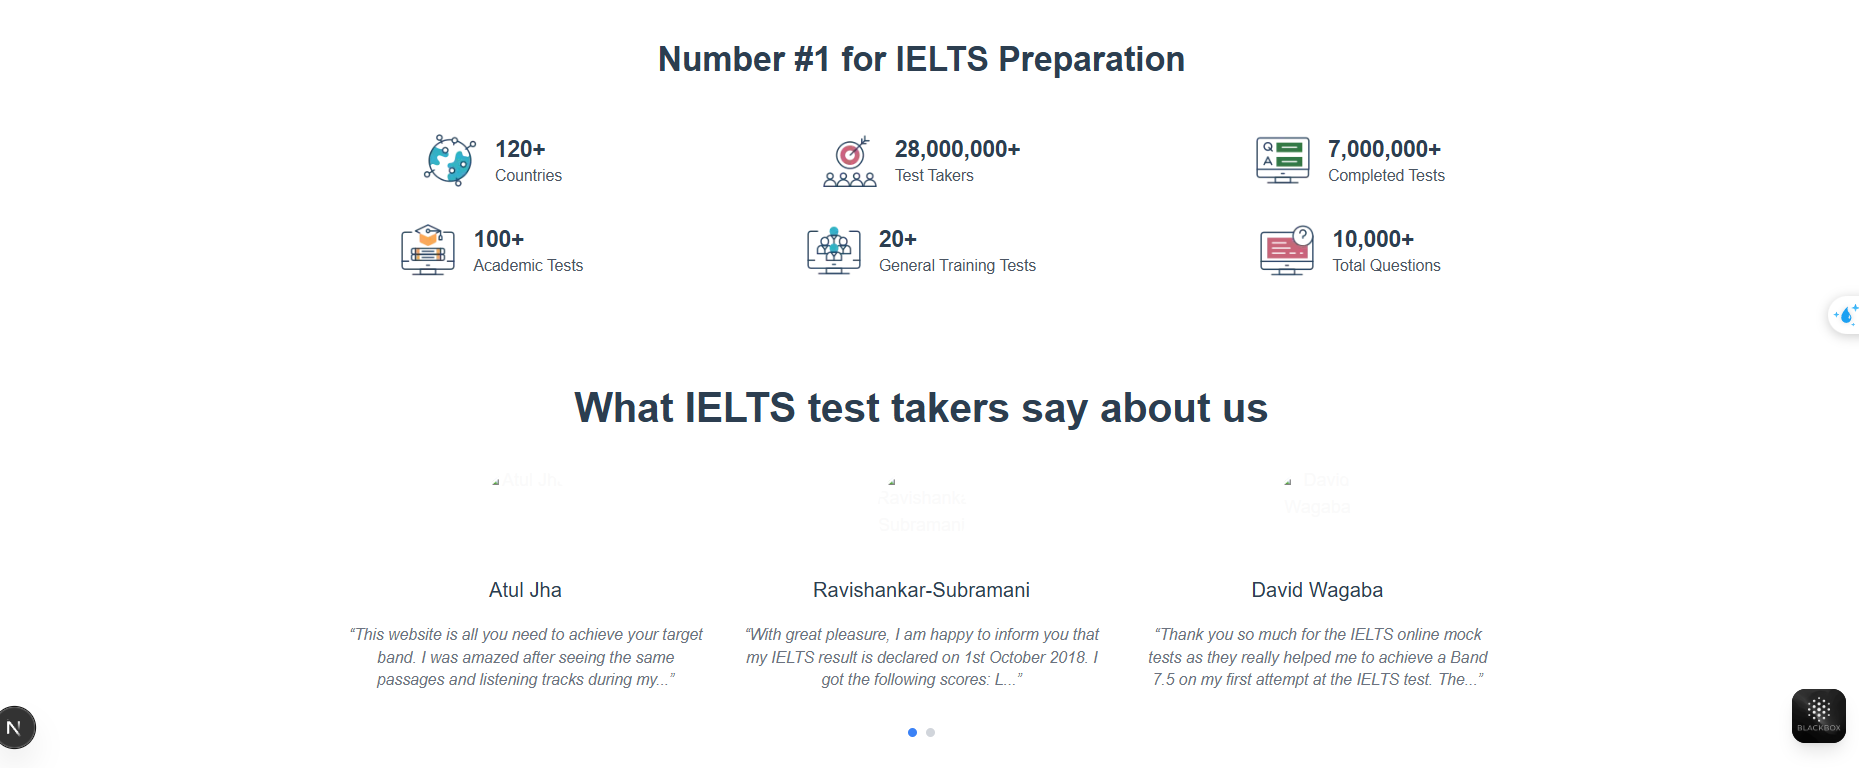 Number #1 for IELTS Preparation
120+
Countries
28,000,000+
Test Takers
7,000,000+
Completed Tests
Q
A
100+
Academic Tests
20+
General Training Tests
10,000+
Total Questions
?
What IELTS test takers say about us
Atul Jh
Ravishank
Subramani
David
Wagaba
Atul Jha
Ravishankar-Subramani
David Wagaba
“This website is all you need to achieve your target
band. I was amazed after seeing the same
passages and listening tracks during my...”
“With great pleasure, I am happy to inform you that
my IELTS result is declared on 1st October 2018. I
got the following scores: L...”
“Thank you so much for the IELTS online mock
tests as they really helped me to achieve a Band
7.5 on my first attempt at the IELTS test. The...”
N
BLACKBOX